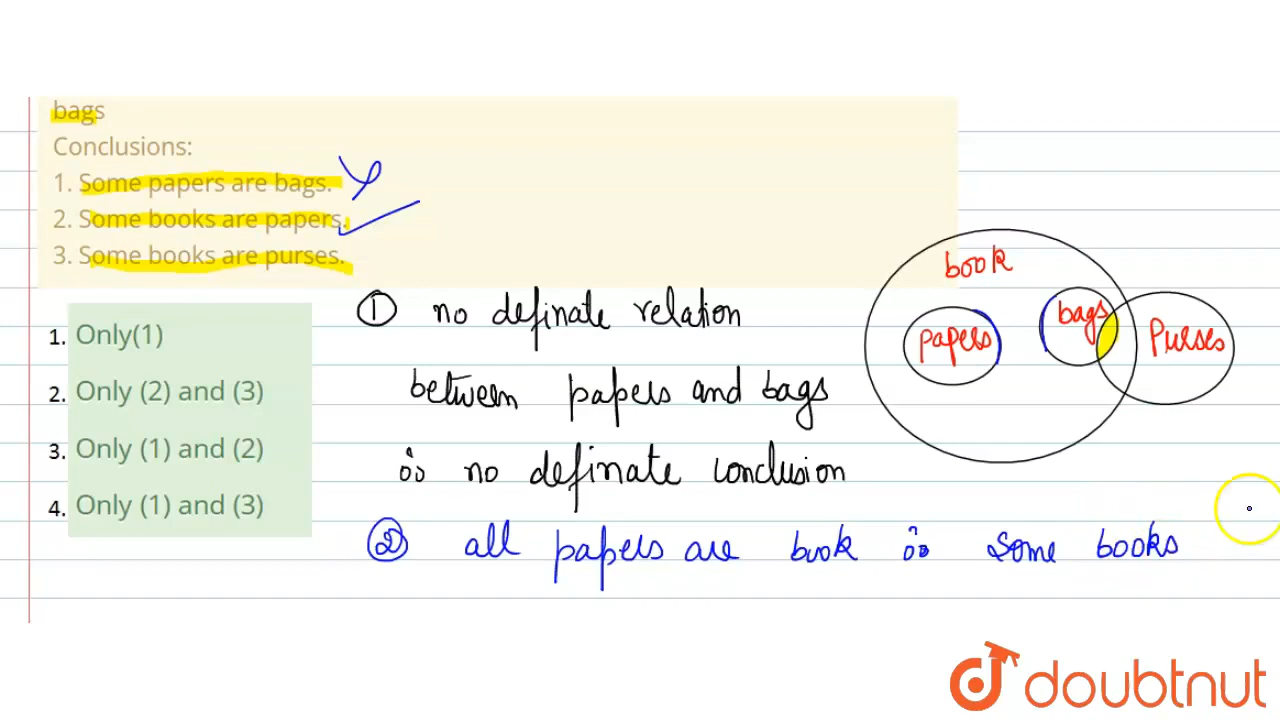 bags
Conclusions:
1. Some papers are bags.
2. Some books are papers.
3. Some books are purses.
1. Only(1)
2. Only (2) and (3)
3. Only (1) and (2)
4. Only (1) and (3)
① no definate relation
between papers and bags
∴ no definate conclusion
② all papers are book ∴ some books
book
papers
bags
Purses
doubtnut